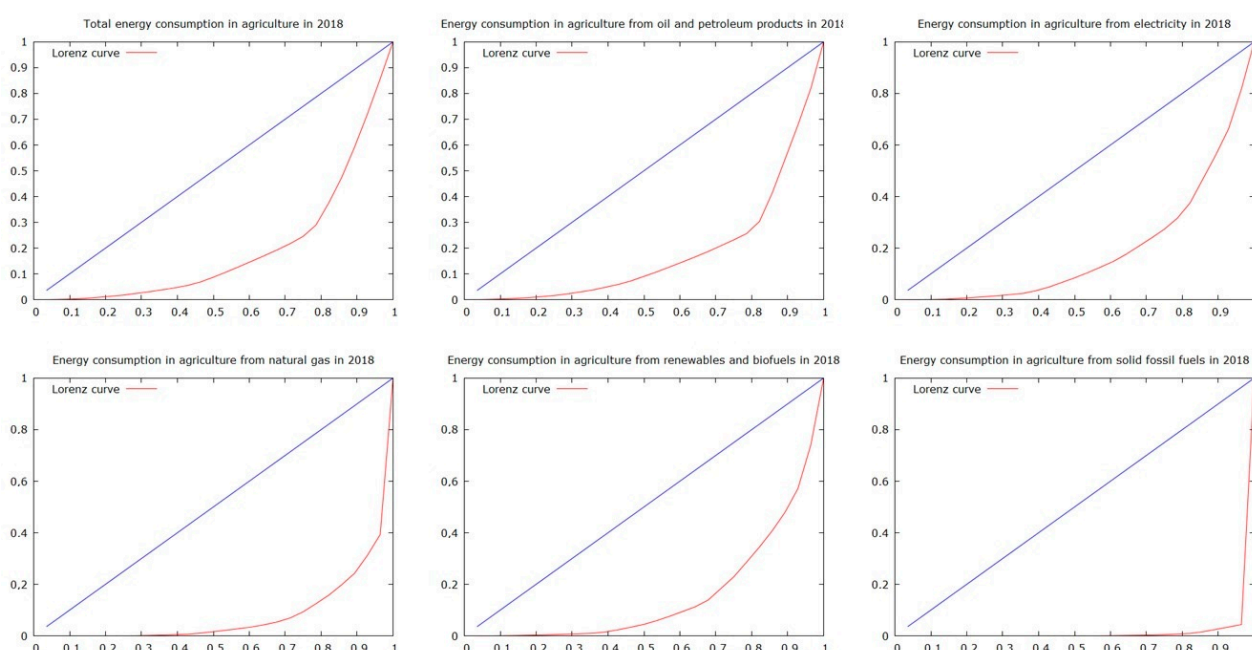 Total energy consumption in agriculture in 2018
Lorenz curve
1
0.9
0.8
0.7
0.6
0.5
0.4
0.3
0.2
0.1
0
0 0.1 0.2 0.3 0.4 0.5 0.6 0.7 0.8 0.9 1
Energy consumption in agriculture from oil and petroleum products in 2018
Lorenz curve
1
0.9
0.8
0.7
0.6
0.5
0.4
0.3
0.2
0.1
0
0 0.1 0.2 0.3 0.4 0.5 0.6 0.7 0.8 0.9 1
Energy consumption in agriculture from electricity in 2018
Lorenz curve
1
0.8
0.6
0.4
0.2
0
0 0.1 0.2 0.3 0.4 0.5 0.6 0.7 0.8 0.9
Energy consumption in agriculture from natural gas in 2018
Lorenz curve
1
0.8
0.6
0.4
0.2
0
0 0.1 0.2 0.3 0.4 0.5 0.6 0.7 0.8 0.9 1
Energy consumption in agriculture from renewables and biofuels in 2018
Lorenz curve
1
0.8
0.6
0.4
0.2
0
0 0.1 0.2 0.3 0.4 0.5 0.6 0.7 0.8 0.9 1
Energy consumption in agriculture from solid fossil fuels in 2018
Lorenz curve
1
0.8
0.6
0.4
0.2
0
0 0.1 0.2 0.3 0.4 0.5 0.6 0.7 0.8 0.9